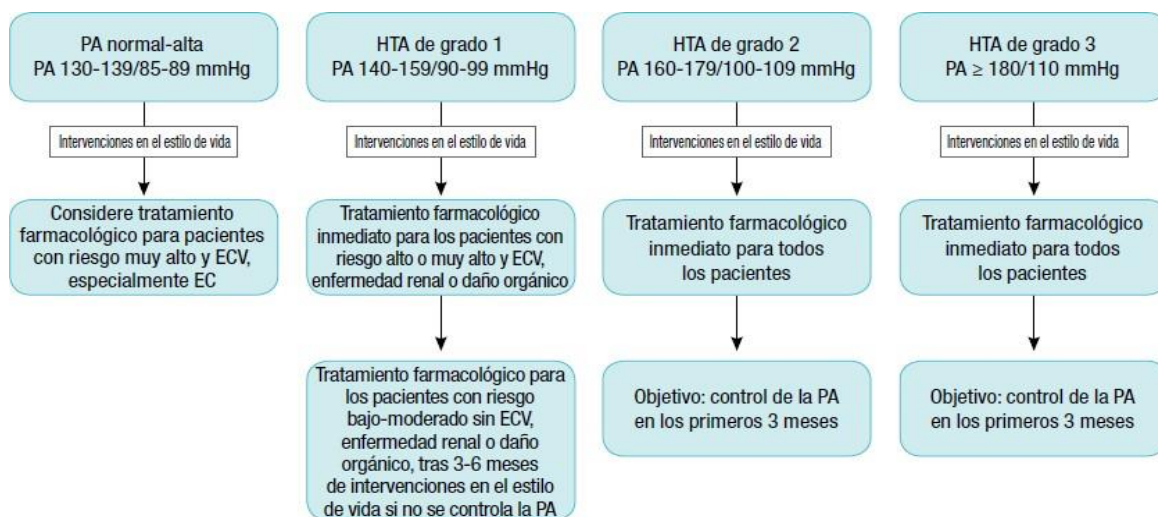 PA normal-alta
PA 130-139/85-89 mmHg
Intervenciones en el estilo de vida
Considere tratamiento
farmacológico para pacientes
con riesgo muy alto y ECV,
especialmente EC
HTA de grado 1
PA 140-159/90-99 mmHg
Intervenciones en el estilo de vida
Tratamiento farmacológico
inmediato para los pacientes con
riesgo alto o muy alto y ECV,
enfermedad renal o daño orgánico
Tratamiento farmacológico para
los pacientes con riesgo
bajo-moderado sin ECV,
enfermedad renal o daño
orgánico, tras 3-6 meses
de intervenciones en el estilo
de vida si no se controla la PA
HTA de grado 2
PA 160-179/100-109 mmHg
Intervenciones en el estilo de vida
Tratamiento farmacológico
inmediato para todos
los pacientes
Objetivo: control de la PA
en los primeros 3 meses
HTA de grado 3
PA ≥ 180/110 mmHg
Intervenciones en el estilo de vida
Tratamiento farmacológico
inmediato para todos
los pacientes
Objetivo: control de la PA
en los primeros 3 meses